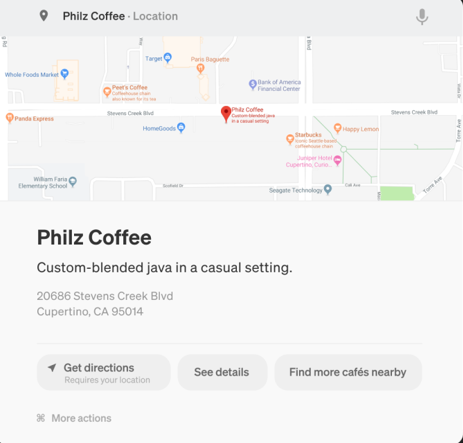 Philz Coffee · Location
Whole Foods Market
Target
Paris Baguette
Peet's Coffee
Coffeehouse chain
also known for its tea
Bank of America
Financial Center
Philz Coffee
Custom-blended java
in a casual setting.
Stevens Creek Blvd
Stevens Creek Blvd
Panda Express
HomeGoods
Happy Lemon
Starbucks
Iconic Seattle-based
coffeehouse chain
Juniper Hotel
Cupertino, Curio...
William Faria
Elementary School
Scofield Dr
Seagate Technology
Cali Ave
Torre Ave
Torre Ave
Blvd
Philz Coffee
Custom-blended java in a casual setting.
20686 Stevens Creek Blvd
Cupertino, CA 95014
Get directions
Requires your location
See details
Find more cafés nearby
⌘ More actions